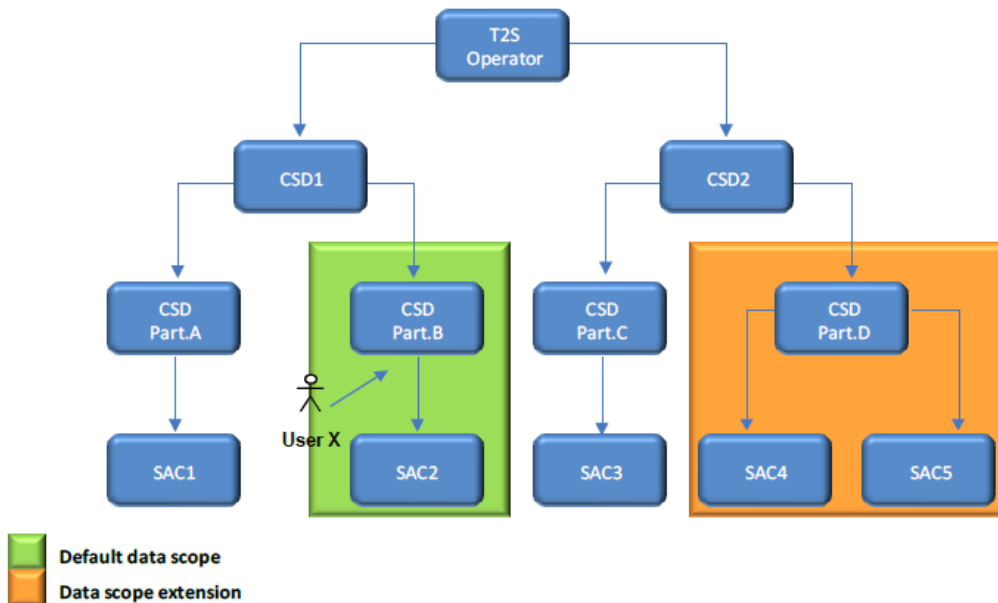 T2S
Operator
CSD1
CSD2
CSD
Part.A
CSD
Part.B
CSD
Part.C
CSD
Part.D
User X
SAC1
SAC2
SAC3
SAC4
SAC5
Default data scope
Data scope extension